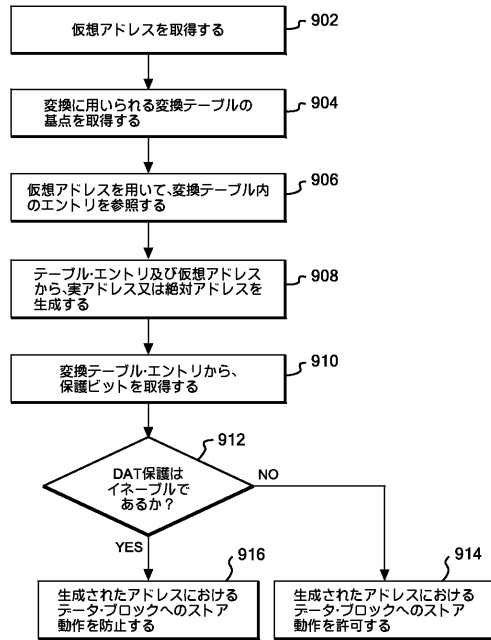 仮想アドレスを取得する
902
変換に用いられる変換テーブルの
基点を取得する
904
仮想アドレスを用いて、変換テーブル内
のエントリを参照する
906
テーブル・エントリ及び仮想アドレス
から、実アドレス又は絶対アドレスを
生成する
908
変換テーブル・エントリから、
保護ビットを取得する
910
912
DAT保護は
イネーブルで
あるか?
NO
YES
916
生成されたアドレスにおける
データ・ブロックへのストア
動作を防止する
914
生成されたアドレスにおける
データ・ブロックへのストア
動作を許可する